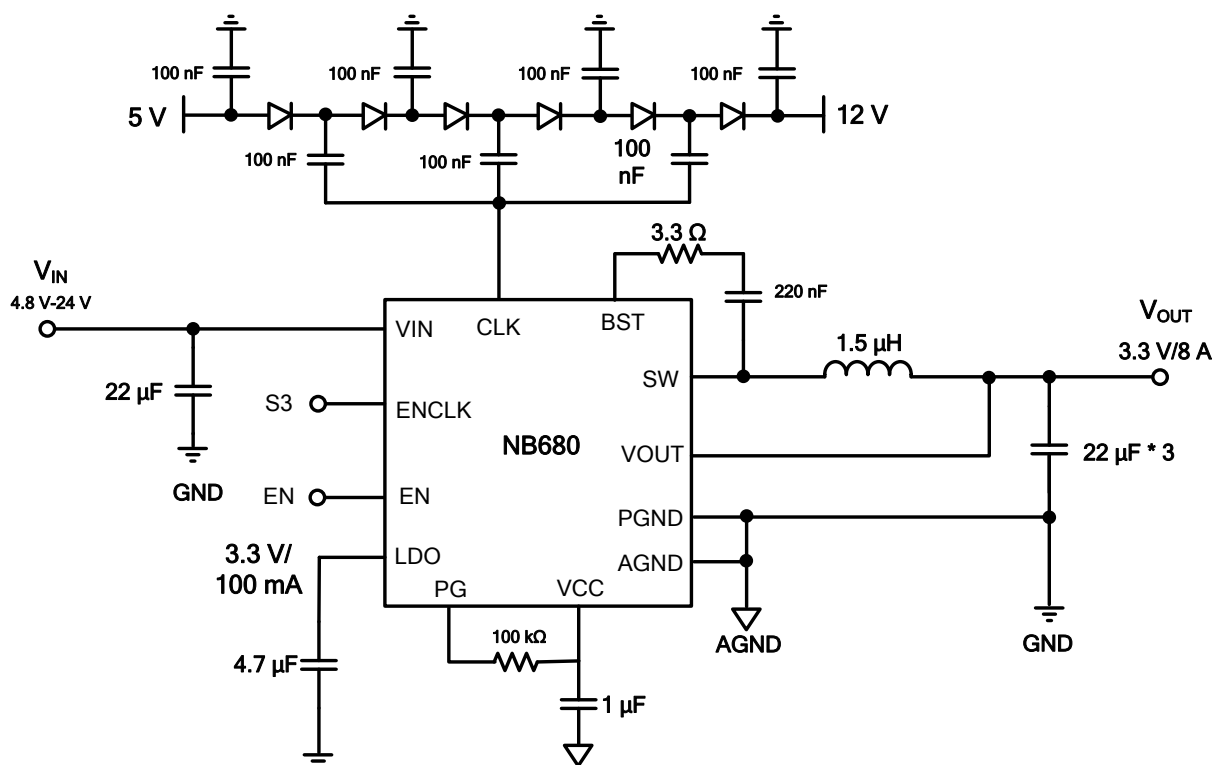 100 nF
100 nF
100 nF
100 nF
5 V
12 V
100 nF
100 nF
100
nF
3.3 Ω
220 nF
VIN
4.8 V-24 V
VIN
CLK
BST
VOUT
3.3 V/8 A
1.5 µH
SW
22 µF
S3
ENCLK
NB680
VOUT
22 µF * 3
GND
EN
EN
PGND
3.3 V/
100 mA
LDO
AGND
PG
VCC
AGND
GND
100 kΩ
4.7 µF
1 µF